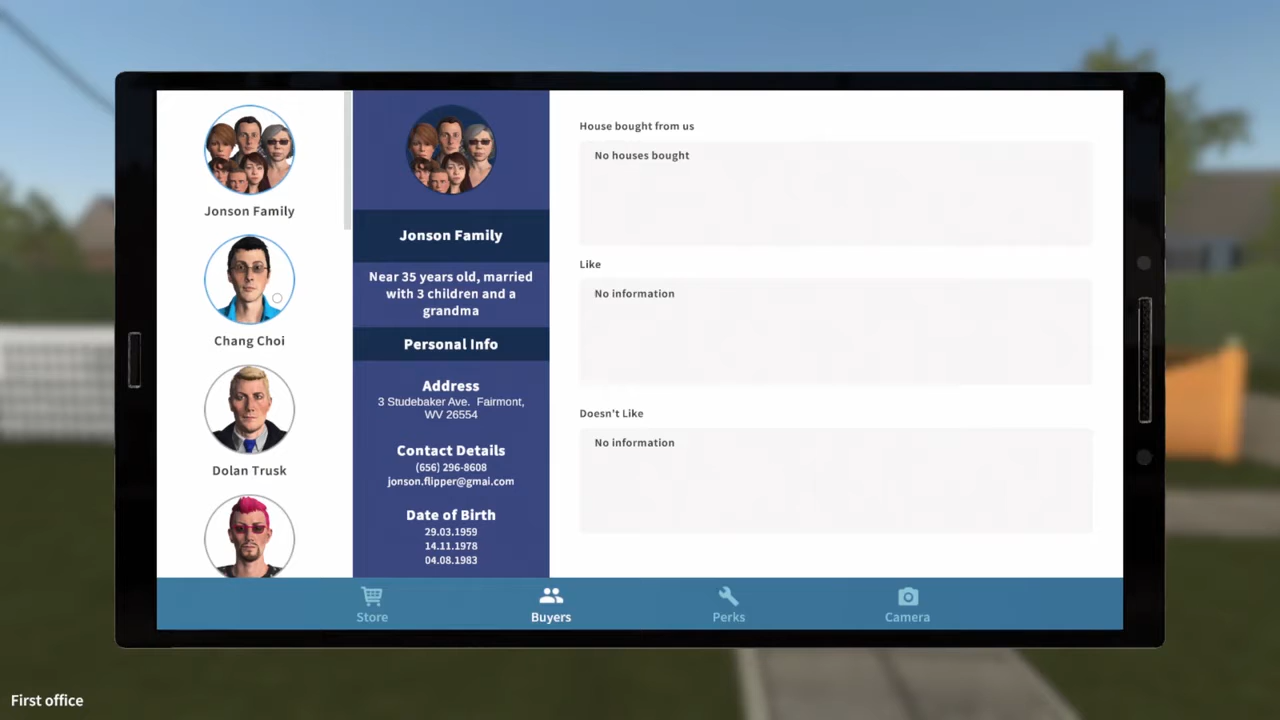 Jonson Family
Chang Choi
Dolan Trusk
Jonson Family
Near 35 years old, married
with 3 children and a
grandma
Personal Info
Address
3 Studebaker Ave. Fairmont,
WV 26554
Contact Details
(656) 296-8608
jonson.flipper@gmai.com
Date of Birth
29.03.1959
14.11.1978
04.08.1983
House bought from us
No houses bought
Like
No information
Doesn't Like
No information
Store
Buyers
Perks
Camera
First office